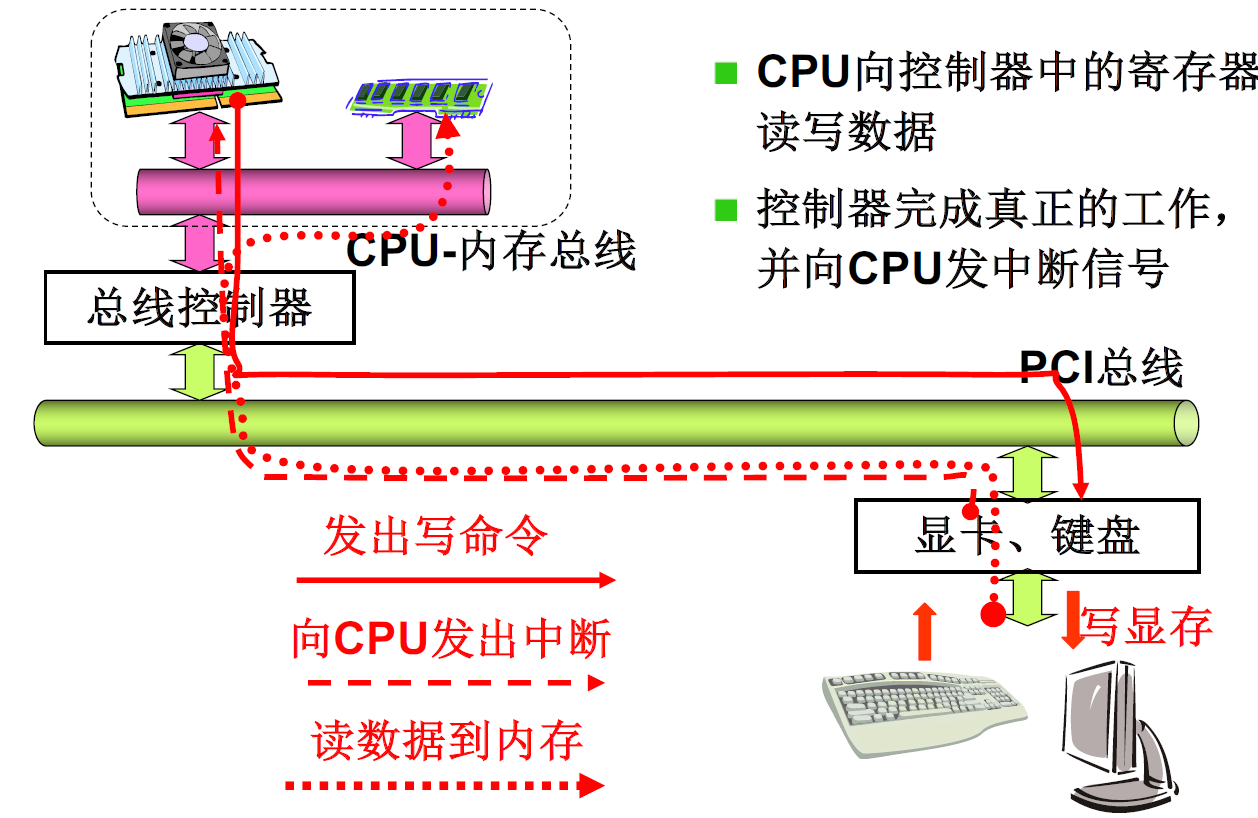 CPU向控制器中的寄存器
读写数据
控制器完成真正的工作，
并向CPU发中断信号
CPU-内存总线
总线控制器
PCI总线
显卡、键盘
发出写命令
向CPU发出中断
读数据到内存
写显存